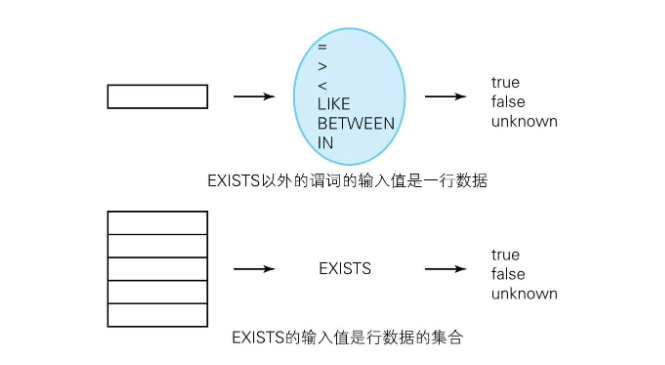 =
>
<
LIKE
BETWEEN
IN
true
false
unknown
EXISTS以外的谓词的输入值是一行数据
EXISTS
true
false
unknown
EXISTS的输入值是行数据的集合